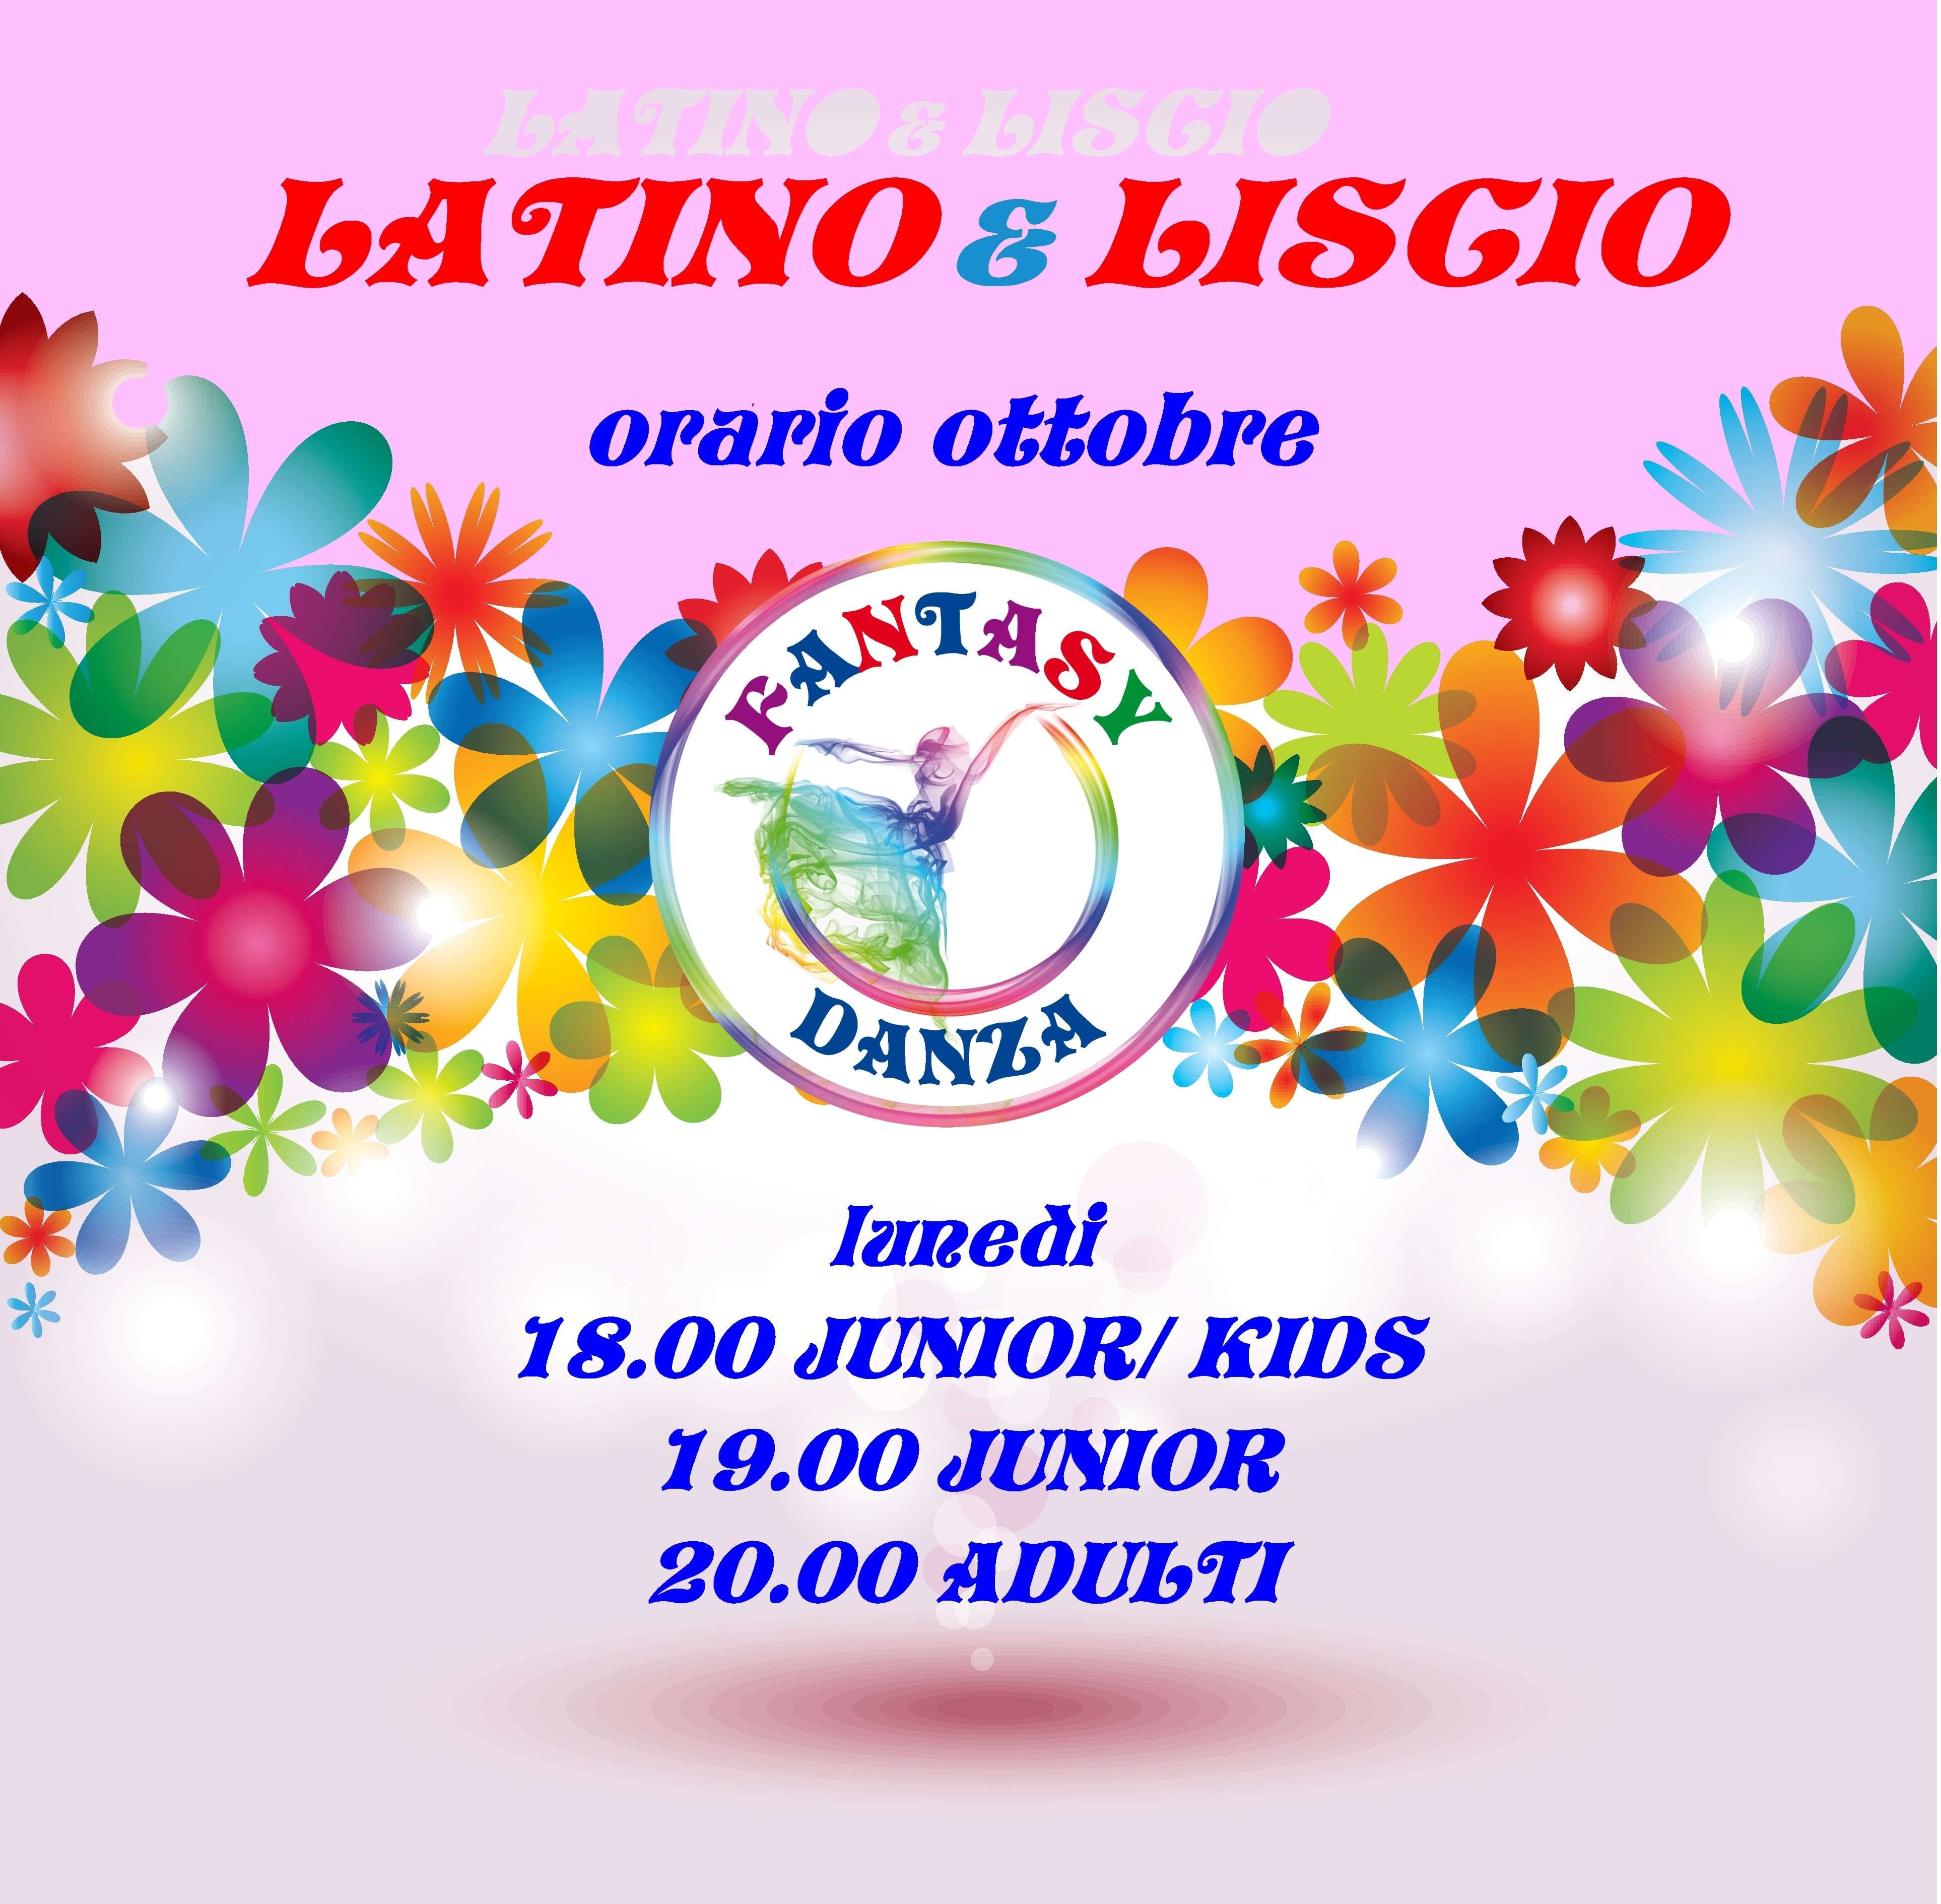 LATINO & LISCIO
LATINO & LISCIO
orario ottobre
FANTASY
DANZA
lunedi
18.00 JUNIOR/ KIDS
19.00 JUNIOR
20.00 ADULTI